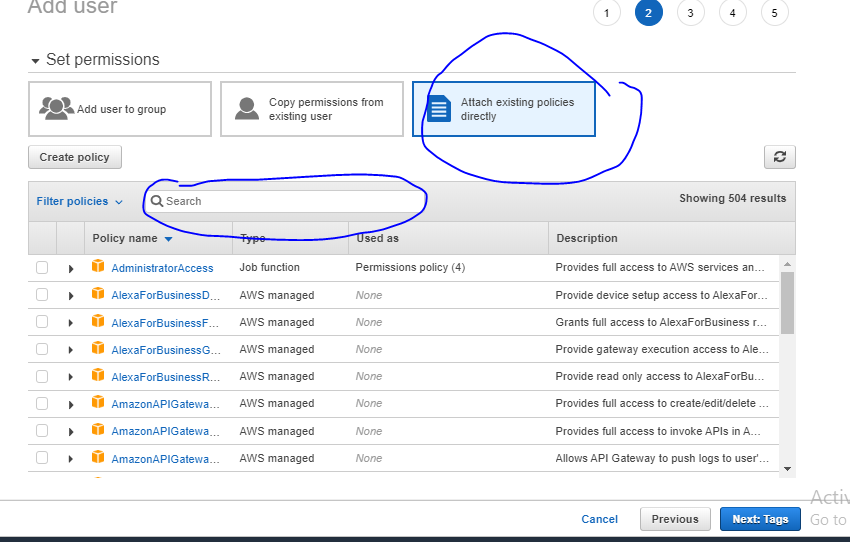 Add user
1 2 3 4 5
Set permissions
Add user to group
Copy permissions from
existing user
Attach existing policies
directly
Create policy
Filter policies
Search
Showing 504 results
Policy name Type Used as Description
AdministratorAccess Job function Permissions policy (4) Provides full access to AWS services an...
AlexaForBusinessD... AWS managed None Provide device setup access to AlexaFor...
AlexaForBusinessF... AWS managed None Grants full access to AlexaForBusiness r...
AlexaForBusinessG... AWS managed None Provide gateway execution access to Ale...
AlexaForBusinessR... AWS managed None Provide read only access to AlexaForBu...
AmazonAPIGatewa... AWS managed None Provides full access to create/edit/delete ...
AmazonAPIGatewa... AWS managed None Provides full access to invoke APIs in A...
AmazonAPIGatewa... AWS managed None Allows API Gateway to push logs to user'...
Cancel Previous Next: Tags
Activ
Go to